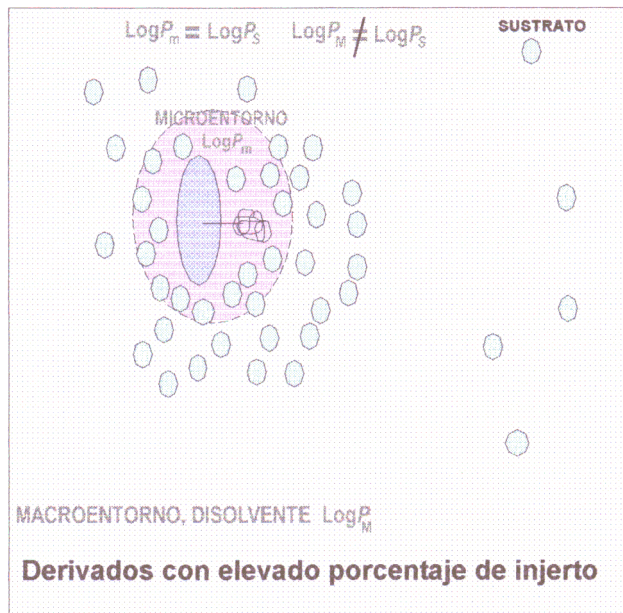 LogPm = LogPS LogPM ≠ LogPS
SUSTRATO
MICROENTORNO
LogPm
MACROENTORNO, DISOLVENTE LogPM
Derivados con elevado porcentaje de injerto